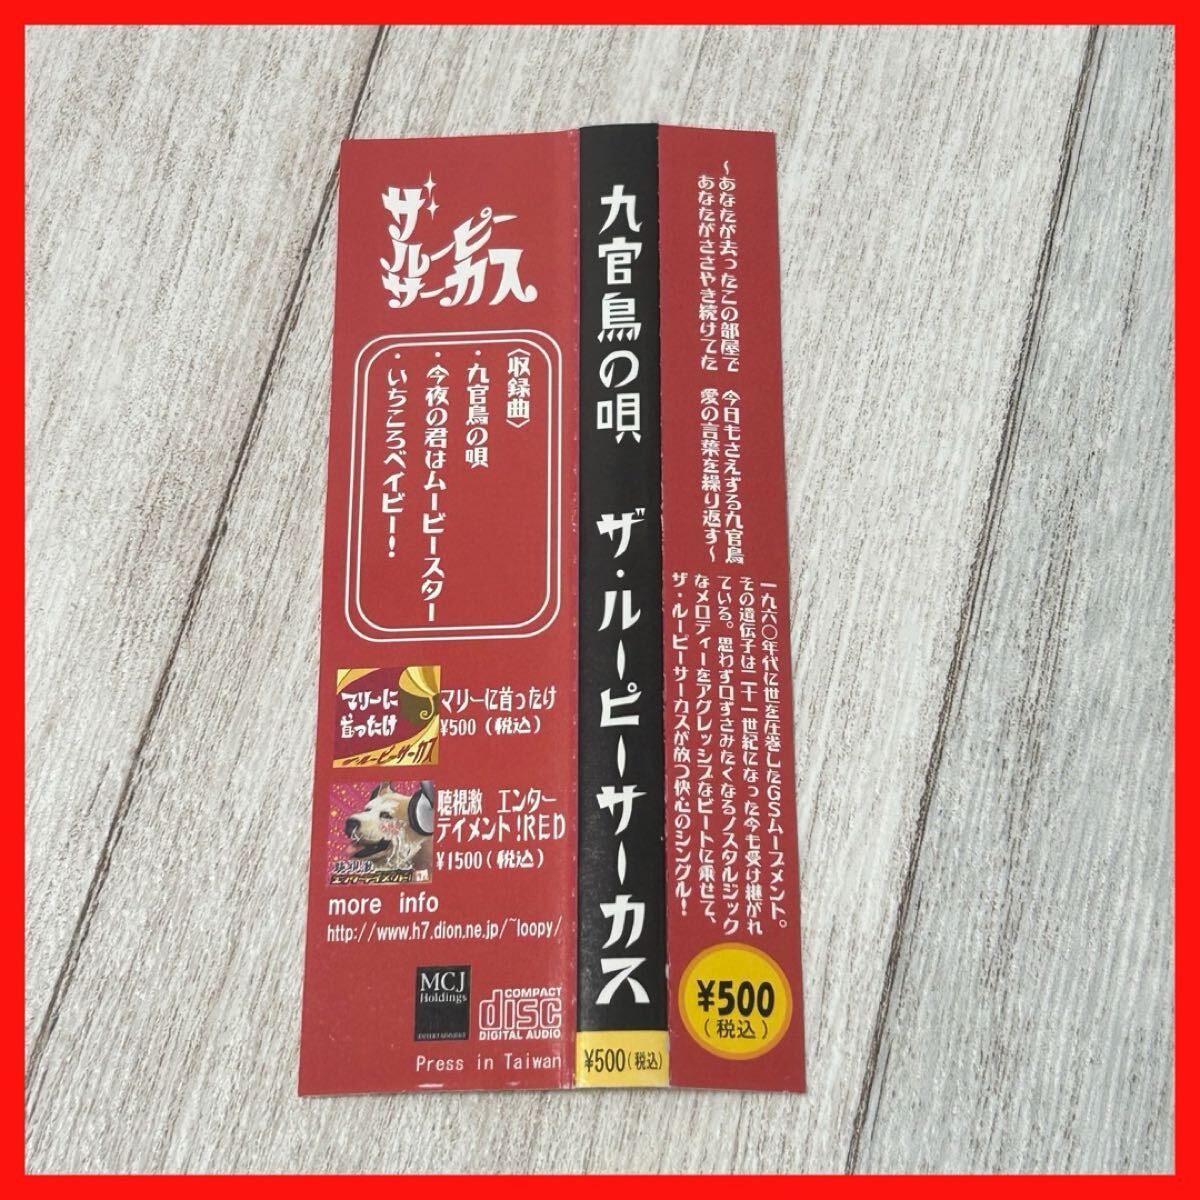 ザ・ルーピーサーカス
〈収録曲〉
・九官鳥の唄
・今夜の君はムービースター
・いちころベイビー!
マリーに
首ったけ
ザ・ルーピーサーカス
マリーに首ったけ
¥500(税込)
聴視激 エンター
テイメント!RED
¥1500(税込)
more info
http://www.h7.dion.ne.jp/~loopy/
MCJ
Holdings
ENTERTAINMENT
COMPACT
disc
DIGITAL AUDIO
Press in Taiwan
九官鳥の唄 ザ・ルーピーサーカス
¥500(税込)
～あなたが去ったこの部屋で 今日もさえずる九官鳥
あなたがささやき続けてた 愛の言葉を繰り返す～
一九六〇年代に世を圧巻したGSムーブメント。
その遺伝子は二十一世紀になった今も受け継がれ
ている。思わず口ずさみたくなるノスタルジック
なメロディーをアグレッシブなビートに乗せて、
ザ・ルーピーサーカスが放つ快心のシングル!
¥500
(税込)